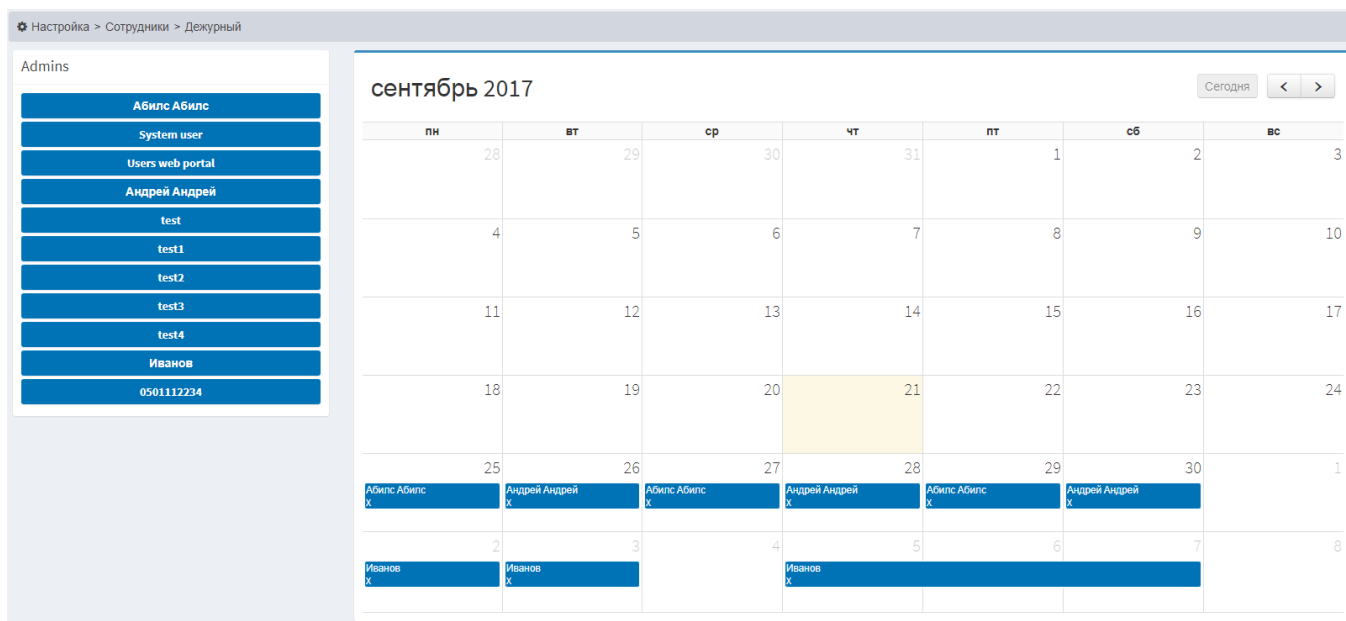 Настройка > Сотрудники > Дежурный
Admins
Абилс Абилс
System user
Users web portal
Андрей Андрей
test
test1
test2
test3
test4
Иванов
0501112234
сентябрь 2017
Сегодня < >
пн вт ср чт пт сб вс
28 29 30 31 1 2 3
4 5 6 7 8 9 10
11 12 13 14 15 16 17
18 19 20 21 22 23 24
25 26 27 28 29 30 1
Абилс Абилс Андрей Андрей Абилс Абилс Андрей Андрей Абилс Абилс Андрей Андрей
X X X X X X
2 3 4 5 6 7 8
Иванов Иванов Иванов
X X X